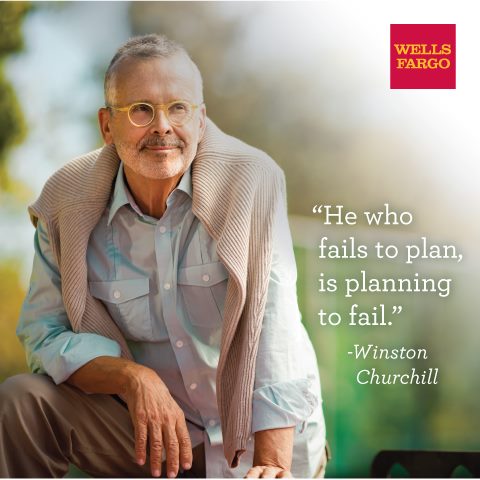 WELLS
FARGO
“He who
fails to plan,
is planning
to fail.”
-Winston
Churchill